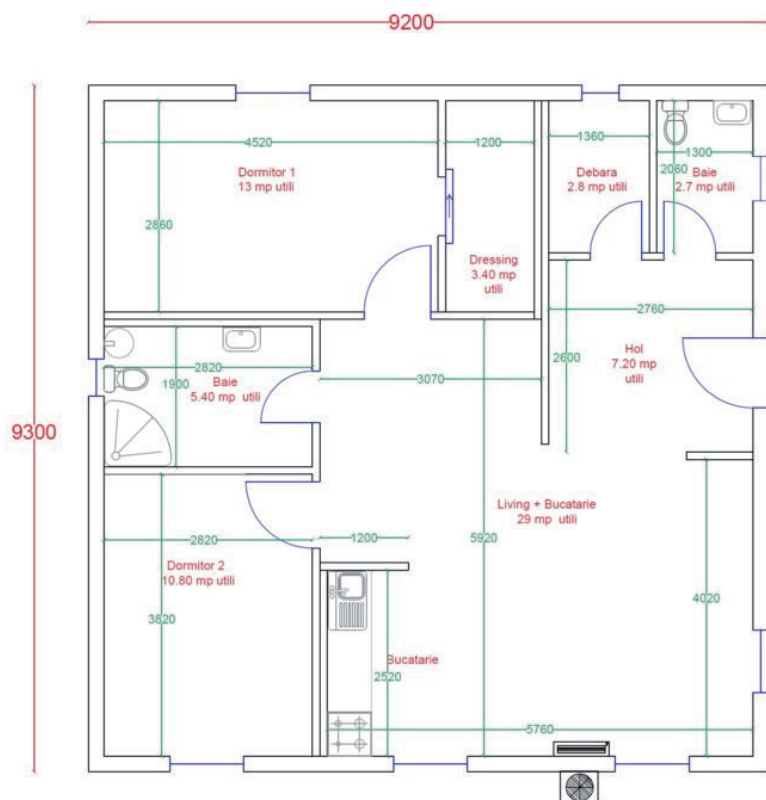 9200
4520
1200
1360
1300
2060
Dormitor 1
13 mp utili
Debara
2.8 mp utili
Baie
2.7 mp utili
2860
Dressing
3.40 mp
utili
2760
Hol
7.20 mp
utili
2600
2820
1900
Baie
5.40 mp utili
3070
9300
Living + Bucatarie
29 mp utili
2820
1200
5920
Dormitor 2
10.80 mp utili
4020
3820
Bucatarie
2520
5760